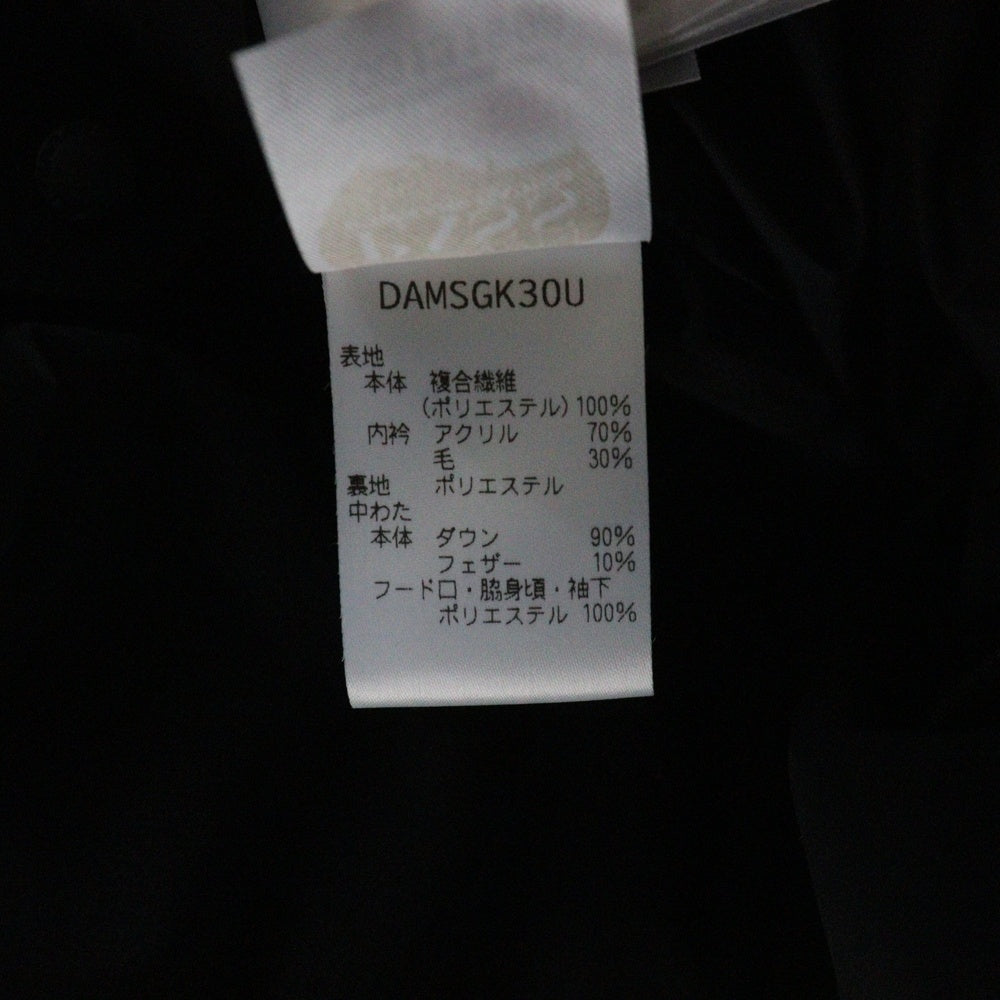 DAMSGK30U
表地
本体 複合繊維
(ポリエステル) 100%
内衿 アクリル 70%
毛 30%
裏地 ポリエステル
中わた
本体 ダウン 90%
フェザー 10%
フード口・脇身頃・袖下
ポリエステル 100%